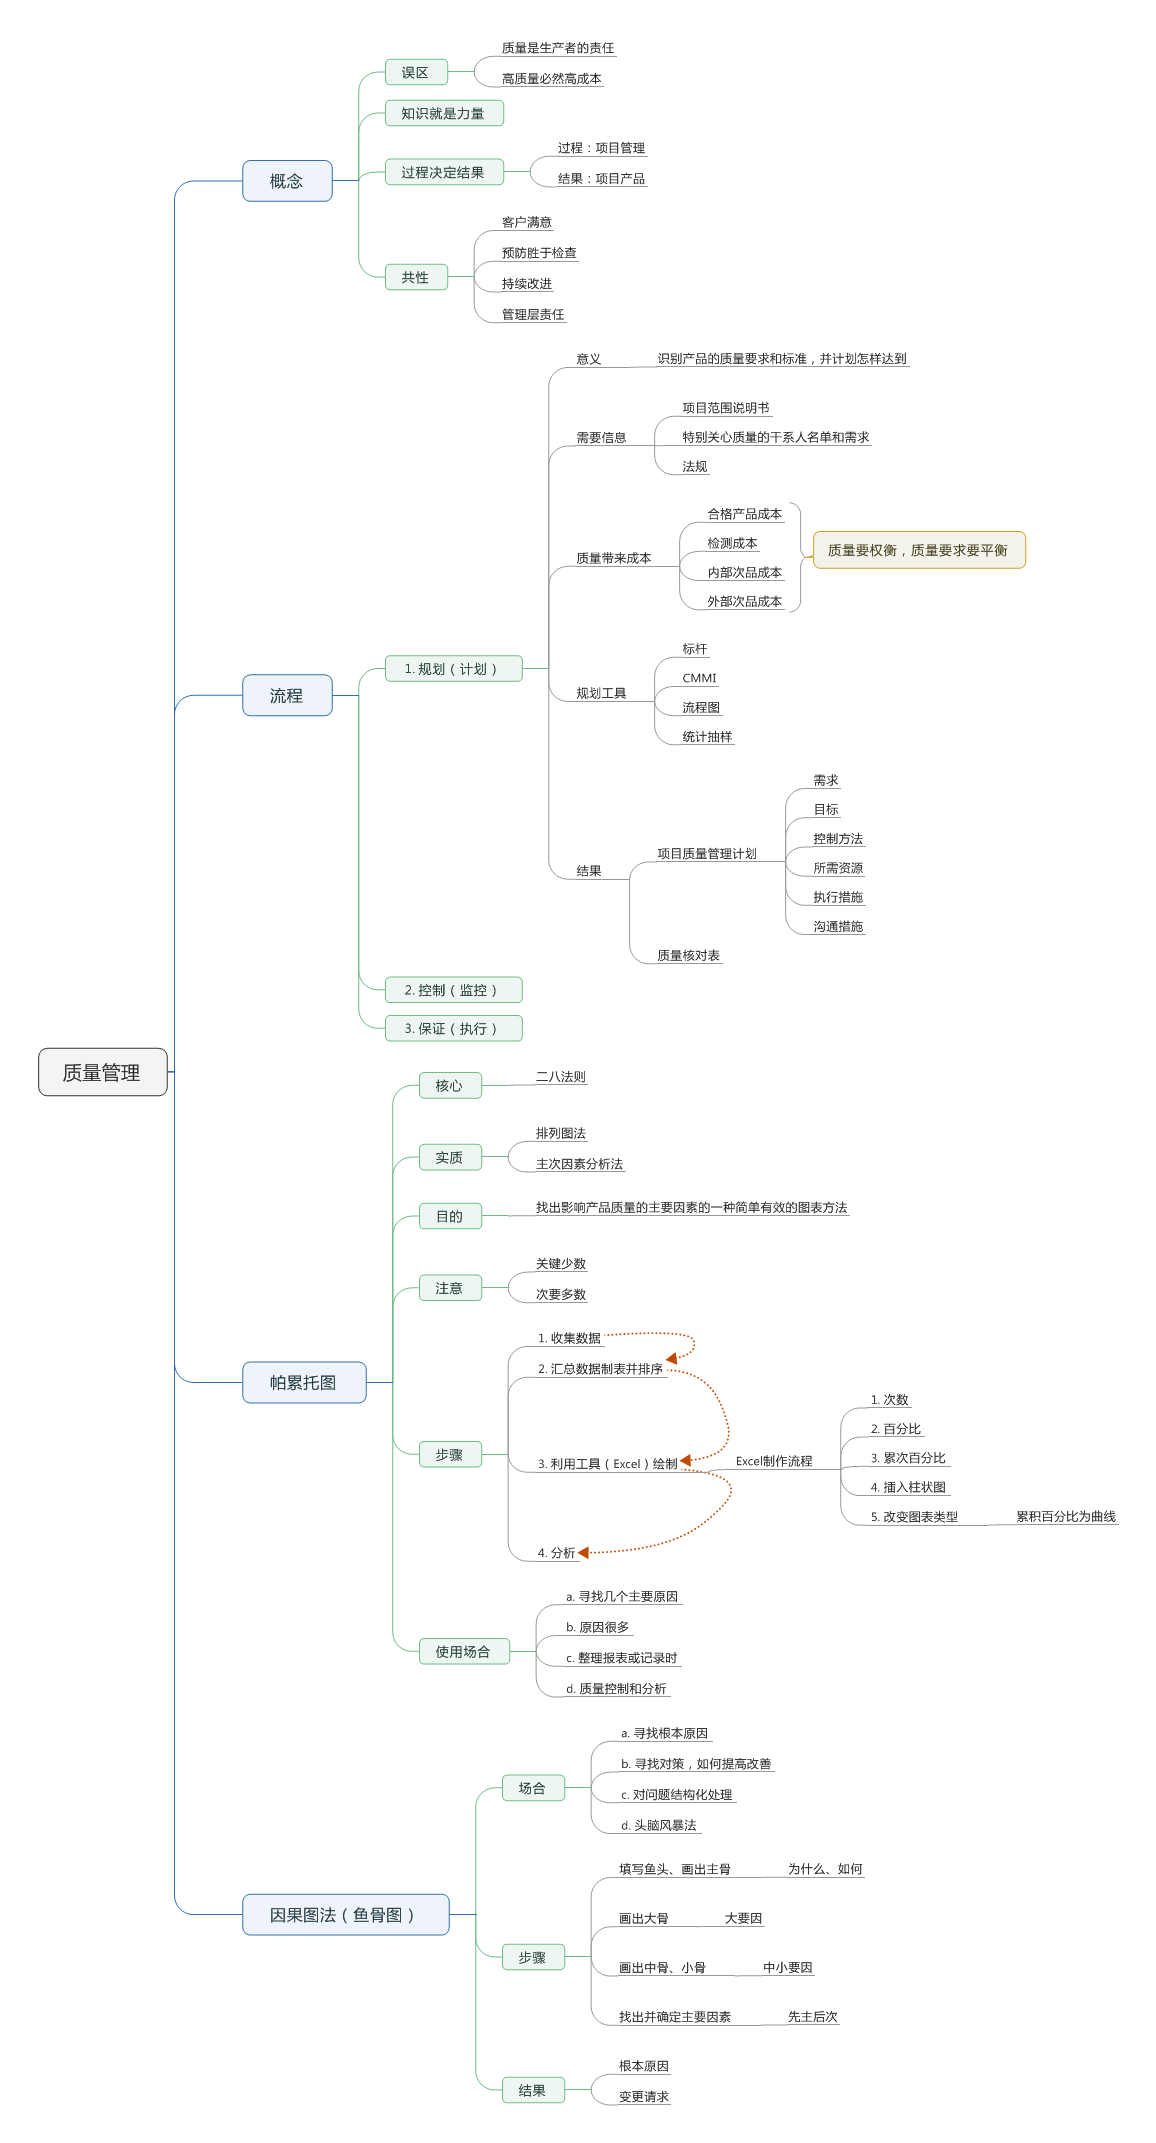 质量管理
概念
误区
质量是生产者的责任
高质量必然高成本
知识就是力量
过程决定结果
过程：项目管理
结果：项目产品
共性
客户满意
预防胜于检查
持续改进
管理层责任
流程
1. 规划（计划）
意义
识别产品的质量要求和标准，并计划怎样达到
需要信息
项目范围说明书
特别关心质量的干系人名单和需求
法规
质量带来成本
合格产品成本
检测成本
内部次品成本
外部次品成本
质量要权衡，质量要求要平衡
规划工具
标杆
CMMI
流程图
统计抽样
结果
项目质量管理计划
需求
目标
控制方法
所需资源
执行措施
沟通措施
质量核对表
2. 控制（监控）
3. 保证（执行）
帕累托图
核心
二八法则
实质
排列图法
主次因素分析法
目的
找出影响产品质量的主要因素的一种简单有效的图表方法
注意
关键少数
次要多数
步骤
1. 收集数据
2. 汇总数据制表并排序
3. 利用工具（Excel）绘制
Excel制作流程
1. 次数
2. 百分比
3. 累次百分比
4. 插入柱状图
5. 改变图表类型
累积百分比为曲线
4. 分析
使用场合
a. 寻找几个主要原因
b. 原因很多
c. 整理报表或记录时
d. 质量控制和分析
因果图法（鱼骨图）
场合
a. 寻找根本原因
b. 寻找对策，如何提高改善
c. 对问题结构化处理
d. 头脑风暴法
步骤
填写鱼头、画出主骨
为什么、如何
画出大骨
大要因
画出中骨、小骨
中小要因
找出并确定主要因素
先主后次
结果
根本原因
变更请求